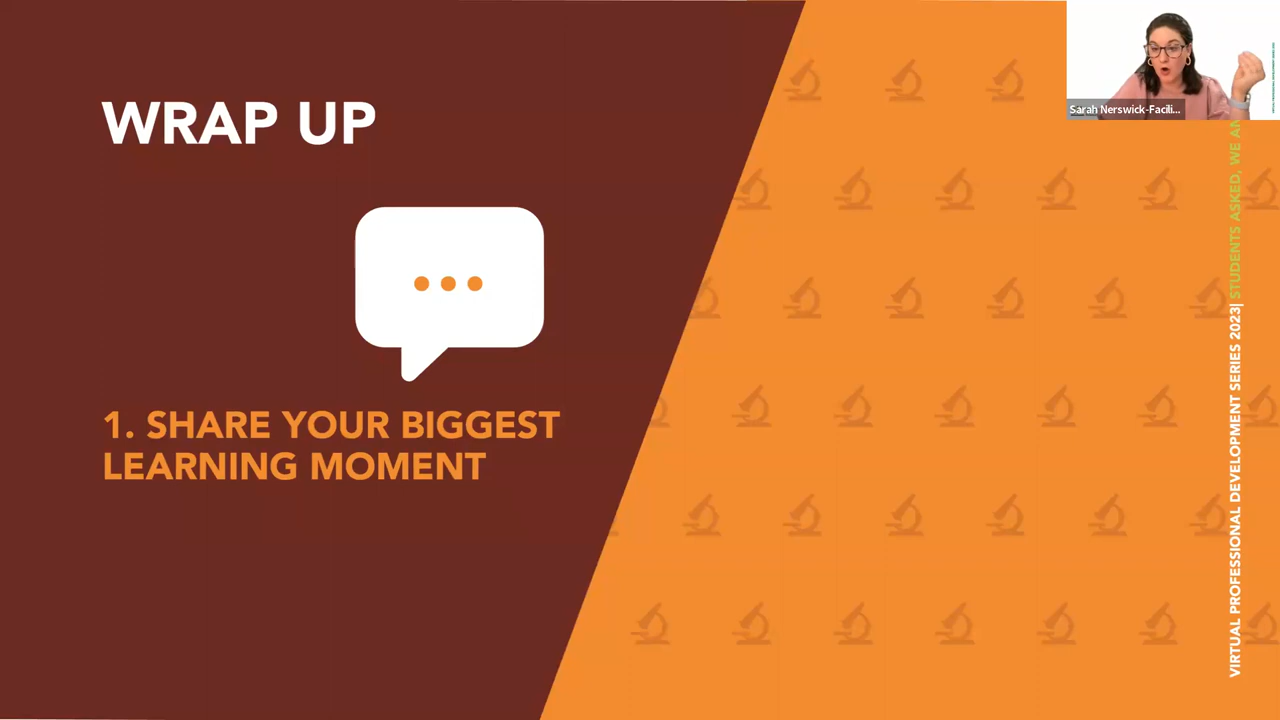 WRAP UP
1. SHARE YOUR BIGGEST
LEARNING MOMENT
Sarah Nerswick-Facili...
VIRTUAL PROFESSIONAL DEVELOPMENT SERIES 2023| STUDENTS ASKED, WE AN